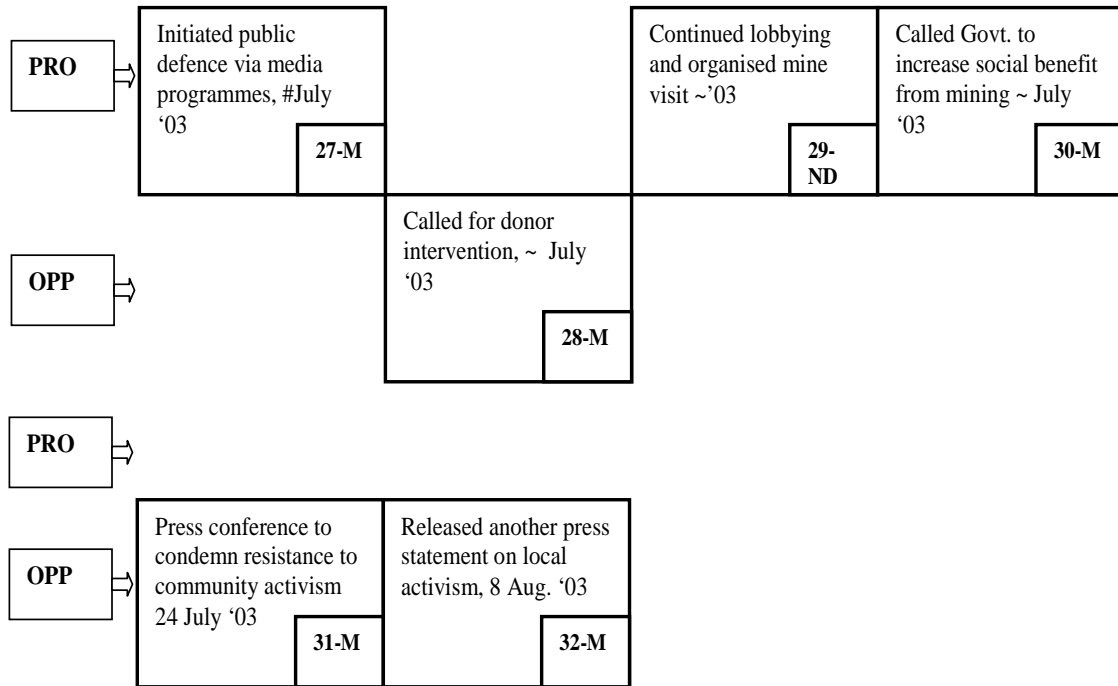 PRO
Initiated public
defence via media
programmes, #July
‘03
27-M
Continued lobbying
and organised mine
visit ~’03
29-
ND
Called Govt. to
increase social benefit
from mining ~ July
‘03
30-M
OPP
Called for donor
intervention, ~ July
‘03
28-M
PRO
OPP
Press conference to
condemn resistance to
community activism
24 July ‘03
31-M
Released another press
statement on local
activism, 8 Aug. ‘03
32-M